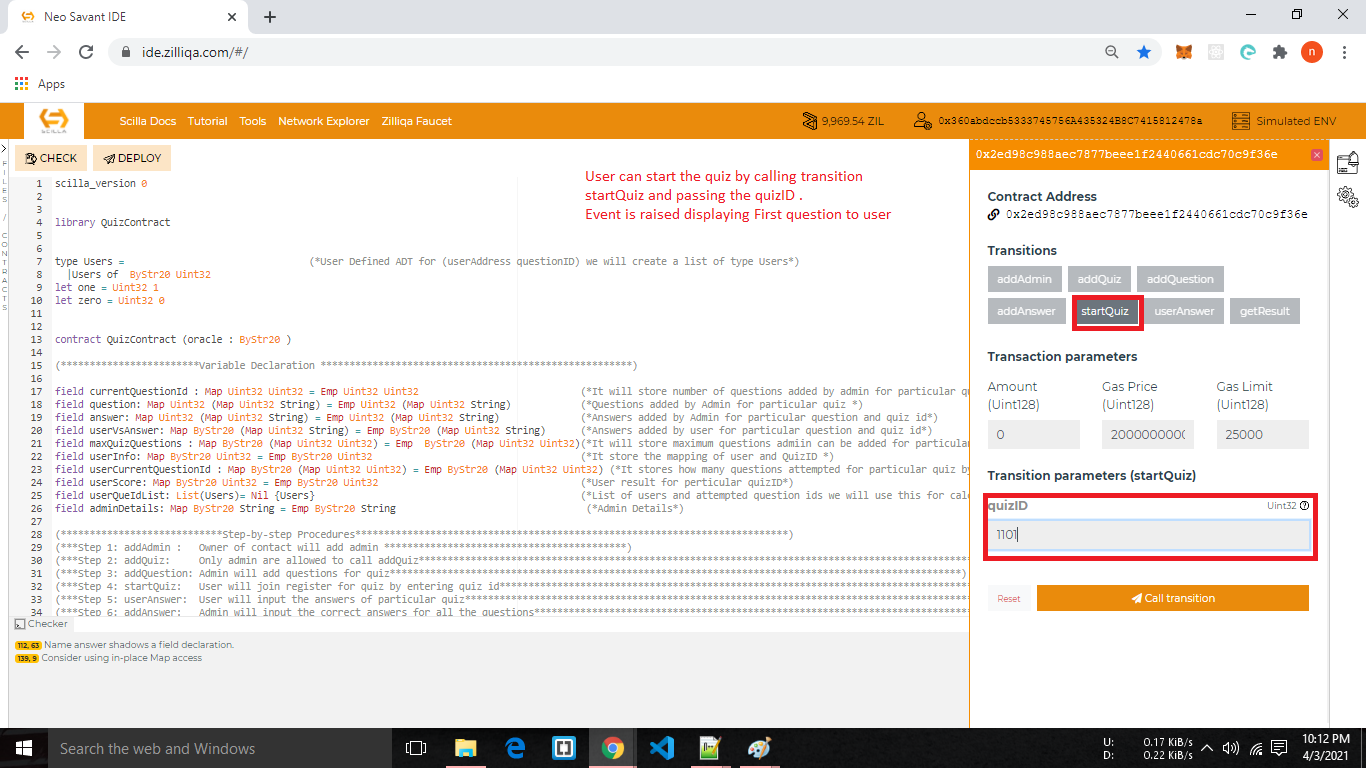 Neo Savant IDE
ide.zilliqa.com/#/
n
Apps
SCILLA
Scilla Docs Tutorial Tools Network Explorer Zilliqa Faucet
9,969.54 ZIL
0x360abdccb5333745756A435324B8C7415812478a
Simulated ENV
FILES / CONTRACTS
CHECK DEPLOY
User can start the quiz by calling transition
startQuiz and passing the quizID .
Event is raised displaying First question to user
1 scilla_version 0
2
3
4 library QuizContract
5
6
7 type Users = (*User Defined ADT for (userAddress questionID) we will create a list of type Users*)
8 |Users of ByStr20 Uint32
9 let one = Uint32 1
10 let zero = Uint32 0
11
12
13 contract QuizContract (oracle : ByStr20 )
14
15 (************************Variable Declaration ******************************************************)
16
17 field currentQuestionId : Map Uint32 Uint32 = Emp Uint32 Uint32 (*It will store number of questions added by admin for particular qu
18 field question: Map Uint32 (Map Uint32 String) = Emp Uint32 (Map Uint32 String) (*Questions added by Admin for particular quiz *)
19 field answer: Map Uint32 (Map Uint32 String) = Emp Uint32 (Map Uint32 String) (*Answers added by Admin for particular question and quiz id*)
20 field userVsAnswer: Map ByStr20 (Map Uint32 String) = Emp ByStr20 (Map Uint32 String) (*Answers added by user for particular question and quiz id*)
21 field maxQuizQuestions : Map ByStr20 (Map Uint32 Uint32) = Emp ByStr20 (Map Uint32 Uint32)(*It will store maximum questions admiin can be added for particular
22 field userInfo: Map ByStr20 Uint32 = Emp ByStr20 Uint32 (*It store the mapping of user and QuizID *)
23 field userCurrentQuestionId : Map ByStr20 (Map Uint32 Uint32) = Emp ByStr20 (Map Uint32 Uint32) (*It stores how many questions attempted for particular quiz by
24 field userScore: Map ByStr20 Uint32 = Emp ByStr20 Uint32 (*User result for perticular quizID*)
25 field userQueIdList: List(Users)= Nil {Users} (*List of users and attempted question ids we will use this for calc
26 field adminDetails: Map ByStr20 String = Emp ByStr20 String (*Admin Details*)
27
28 (****************************Step-by-step Procedures***************************************************************************)
29 (***Step 1: addAdmin : Owner of contact will add admin ******************************************)
30 (***Step 2: addQuiz: Only admin are allowed to call addQuiz************************************************************************************************
31 (***Step 3: addQuestion: Admin will add questions for quiz***************************************************************************************************)
32 (***Step 4: startQuiz: User will join register for quiz by entering quiz id**********************************************************************************
33 (***Step 5: userAnswer: User will input the answers of particular quiz****************************************************************************************
34 (***Step 6: addAnswer: Admin will input the correct answers for all the questions****************************************************************************
Checker
112, 63 Name answer shadows a field declaration.
139, 9 Consider using in-place Map access
0x2ed98c988aec7877beee1f2440661cdc70c9f36e
Contract Address
0x2ed98c988aec7877beee1f2440661cdc70c9f36e
Transitions
addAdmin addQuiz addQuestion
addAnswer startQuiz userAnswer getResult
Transaction parameters
Amount (Uint128) Gas Price (Uint128) Gas Limit (Uint128)
0 2000000000 25000
Transition parameters (startQuiz)
quizID Uint32
1101
Reset Call transition
Search the web and Windows
U: 0.17 KiB/s
D: 0.22 KiB/s
10:12 PM
4/3/2021